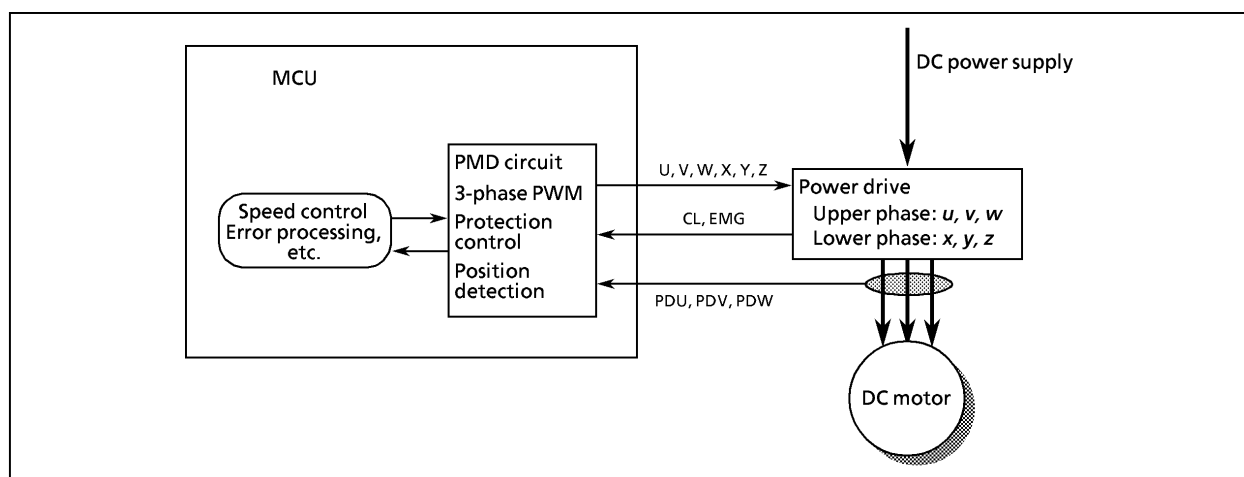 MCU
DC power supply
PMD circuit
3-phase PWM
Protection
control
Position
detection
Speed control
Error processing,
etc.
U, V, W, X, Y, Z
CL, EMG
PDU, PDV, PDW
Power drive
Upper phase: u, v, w
Lower phase: x, y, z
DC motor